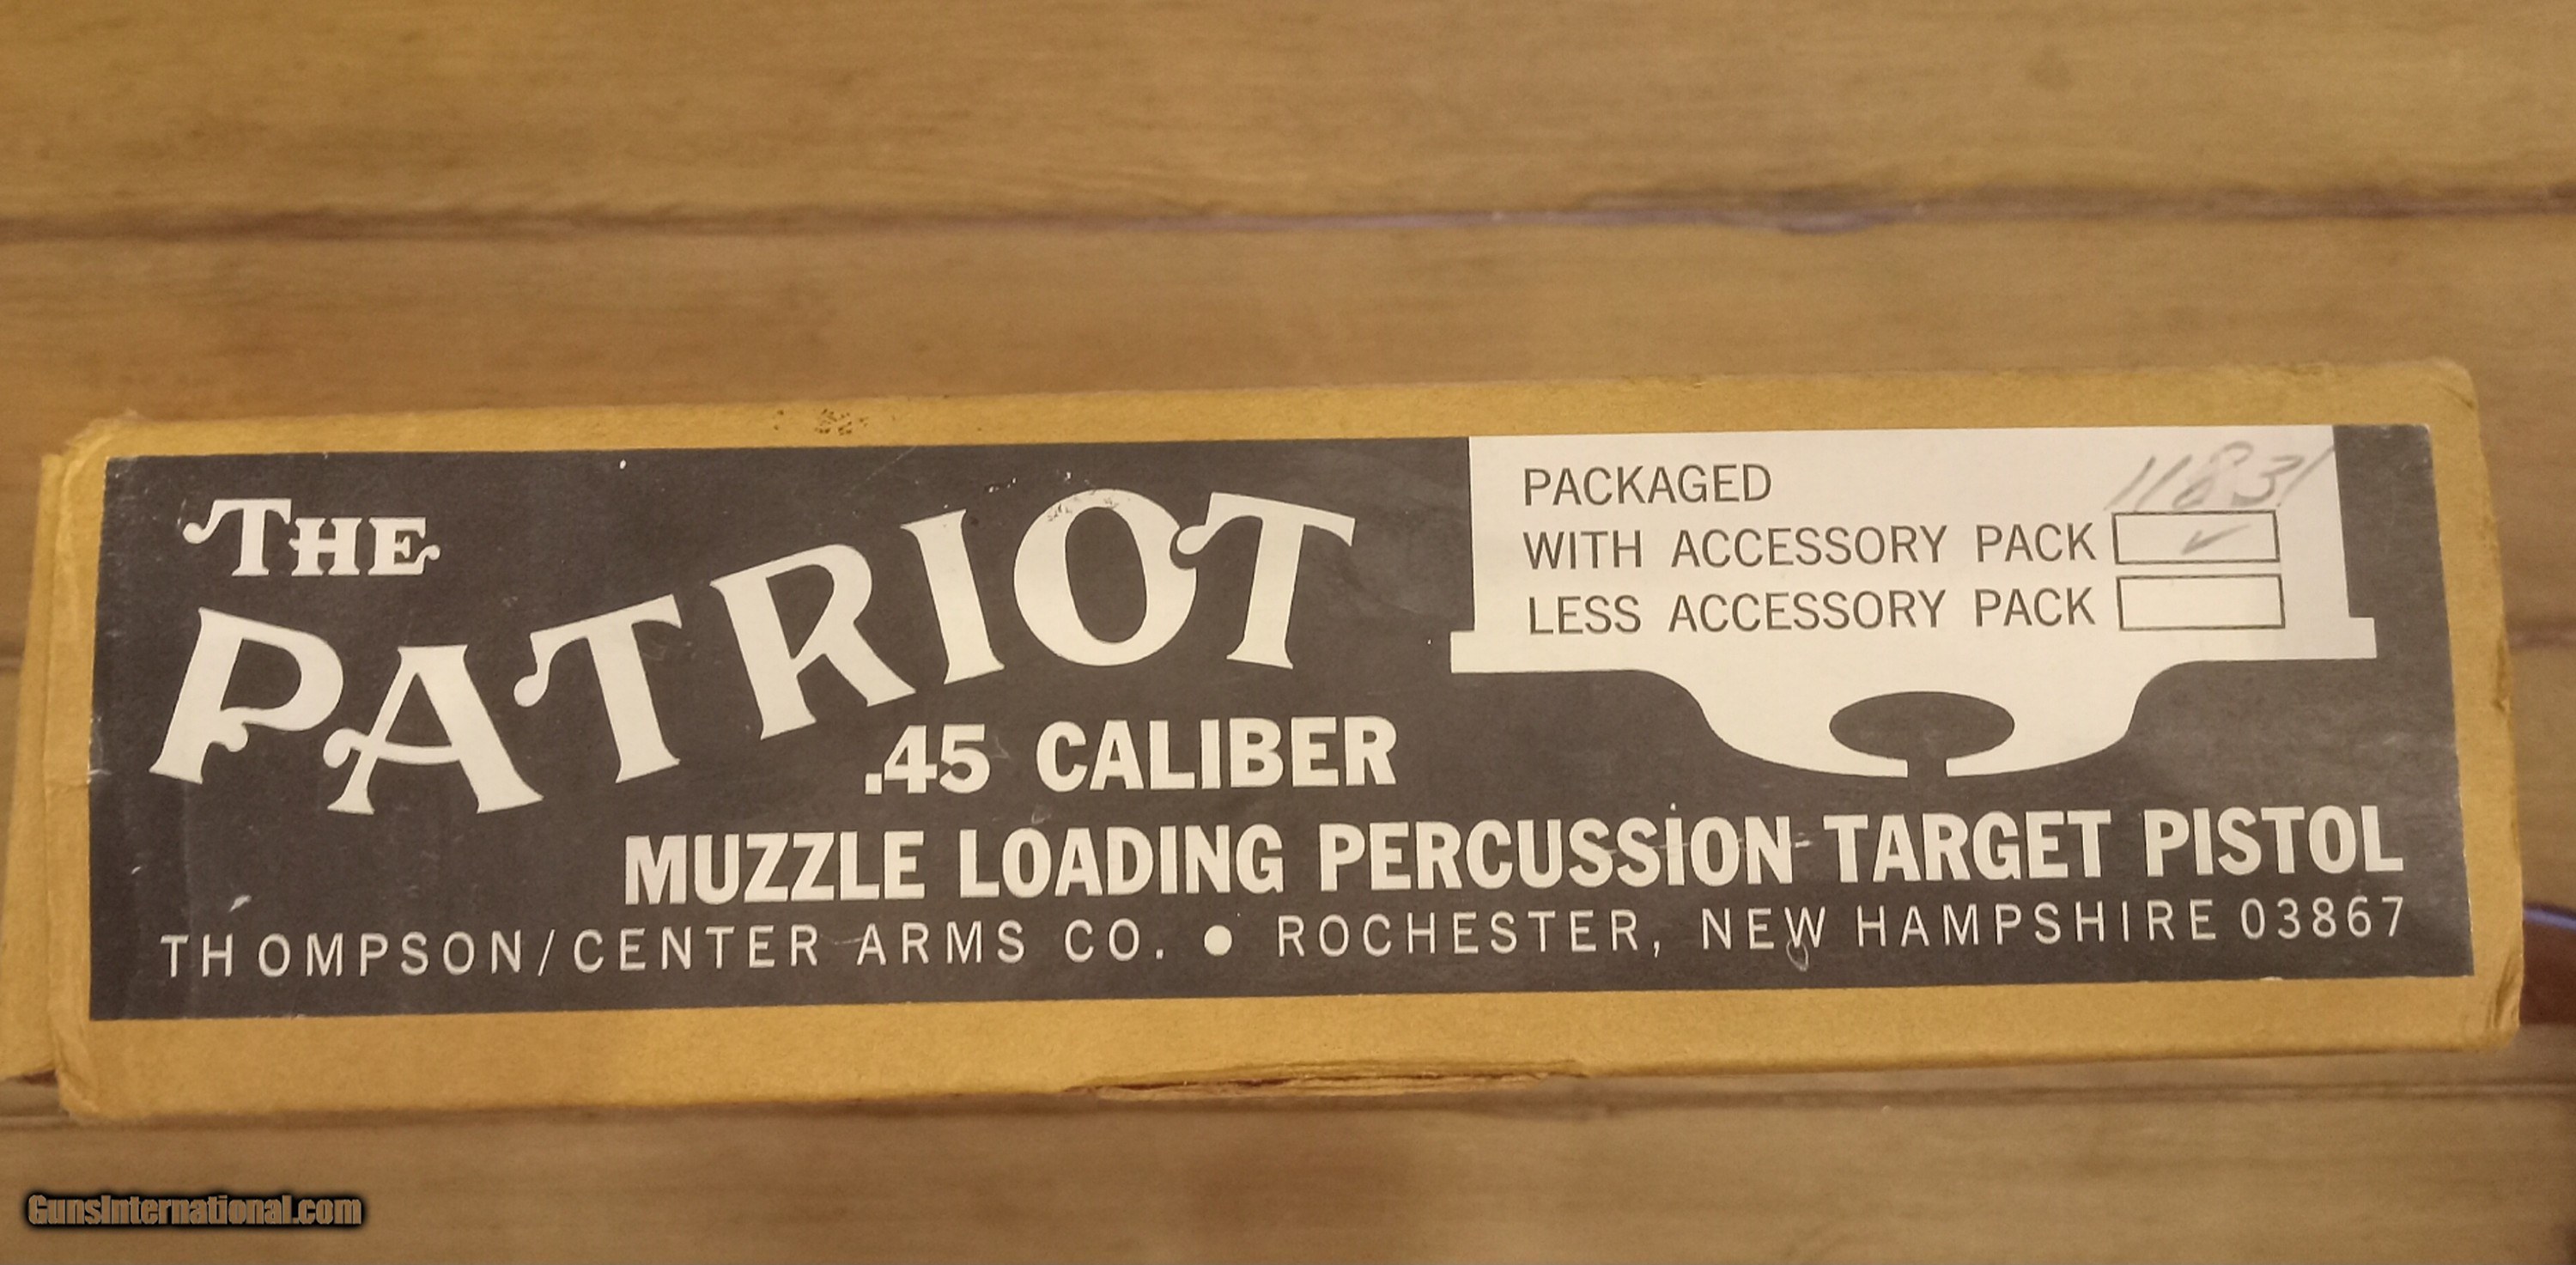 THE
PATRIOT
.45 CALIBER
MUZZLE LOADING PERCUSSION TARGET PISTOL
THOMPSON/CENTER ARMS CO. ● ROCHESTER, NEW HAMPSHIRE 03867
PACKAGED
11831
WITH ACCESSORY PACK ✓
LESS ACCESSORY PACK
GunsInternational.com